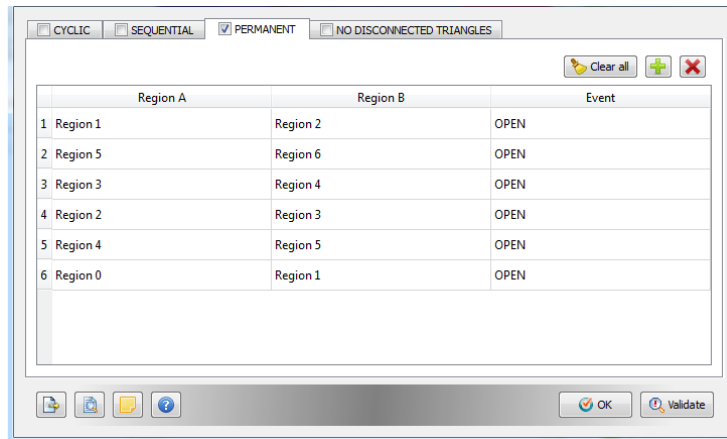 CYCLIC SEQUENTIAL PERMANENT NO DISCONNECTED TRIANGLES
Clear all
Region A Region B Event
1 Region 1 Region 2 OPEN
2 Region 5 Region 6 OPEN
3 Region 3 Region 4 OPEN
4 Region 2 Region 3 OPEN
5 Region 4 Region 5 OPEN
6 Region 0 Region 1 OPEN
OK Validate